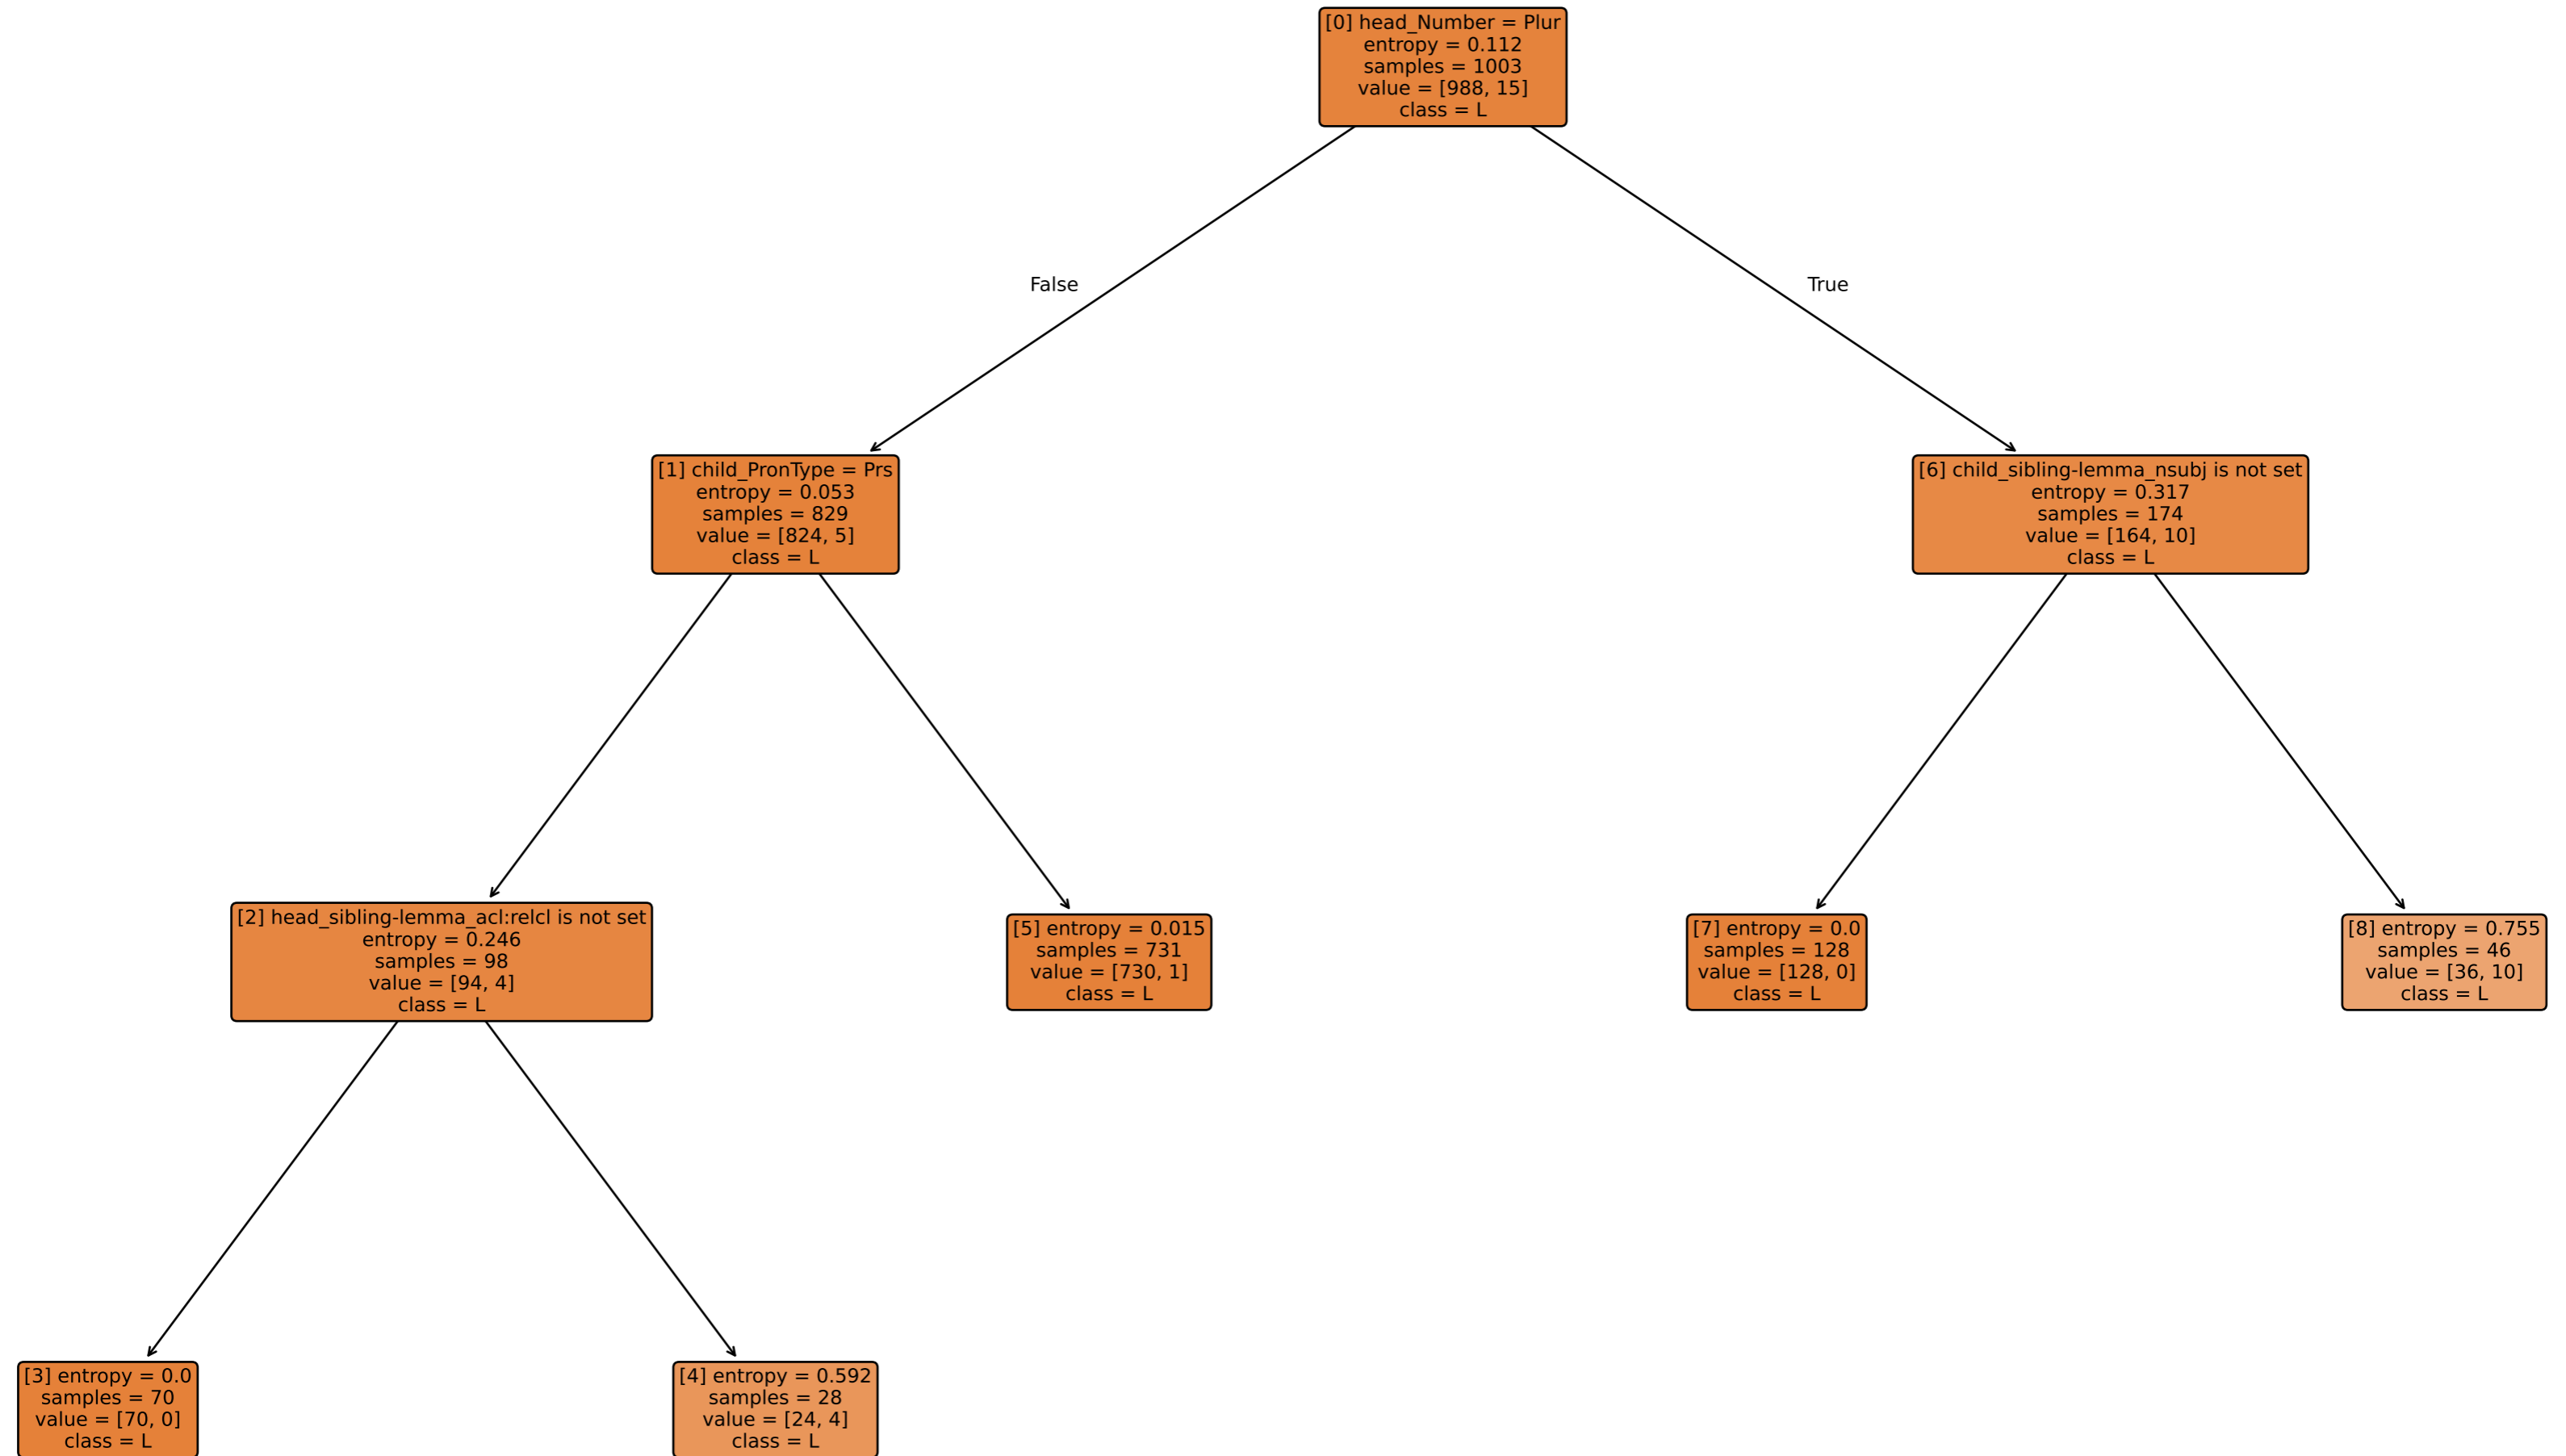 [0] head_Number = Plur
entropy = 0.112
samples = 1003
value = [988, 15]
class = L
False
True
[1] child_PronType = Prs
entropy = 0.053
samples = 829
value = [824, 5]
class = L
[6] child_sibling-lemma_nsubj is not set
entropy = 0.317
samples = 174
value = [164, 10]
class = L
[2] head_sibling-lemma_acl:relcl is not set
entropy = 0.246
samples = 98
value = [94, 4]
class = L
[5] entropy = 0.015
samples = 731
value = [730, 1]
class = L
[7] entropy = 0.0
samples = 128
value = [128, 0]
class = L
[8] entropy = 0.755
samples = 46
value = [36, 10]
class = L
[3] entropy = 0.0
samples = 70
value = [70, 0]
class = L
[4] entropy = 0.592
samples = 28
value = [24, 4]
class = L